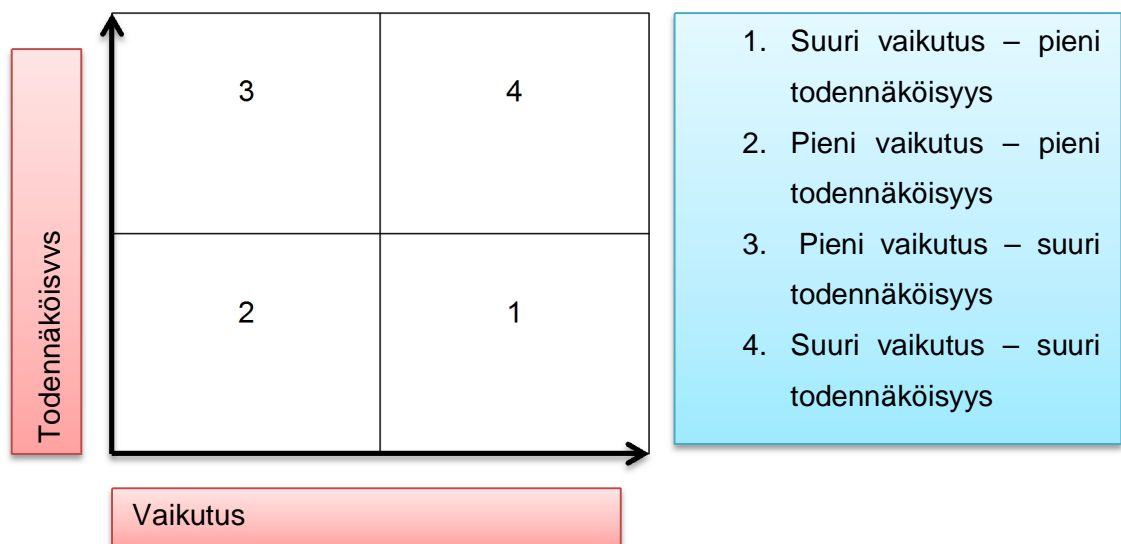 3
4
2
1
Todennäköisyys
Vaikutus
1. Suuri vaikutus – pieni
todennäköisyys
2. Pieni vaikutus – pieni
todennäköisyys
3. Pieni vaikutus – suuri
todennäköisyys
4. Suuri vaikutus – suuri
todennäköisyys